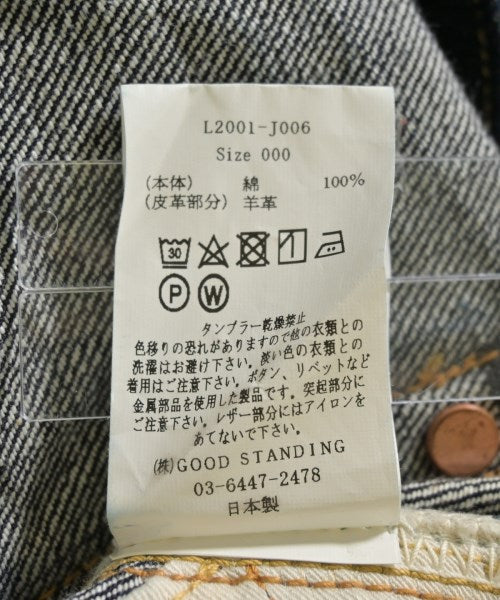 L2001-J006
Size 000
(本体) 綿 100%
(皮革部分) 羊革
30
P W
タンブラー乾燥禁止
色移りの恐れがありますので他の衣類との
洗濯はお避け下さい。淡い色の衣類との
着用はご注意下さい。ボタン、リベットなど
金属部品を使用した製品です。突起部分に
ご注意下さい。レザー部分にはアイロンを
あてないで下さい。
(株)GOOD STANDING
03-6447-2478
日本製